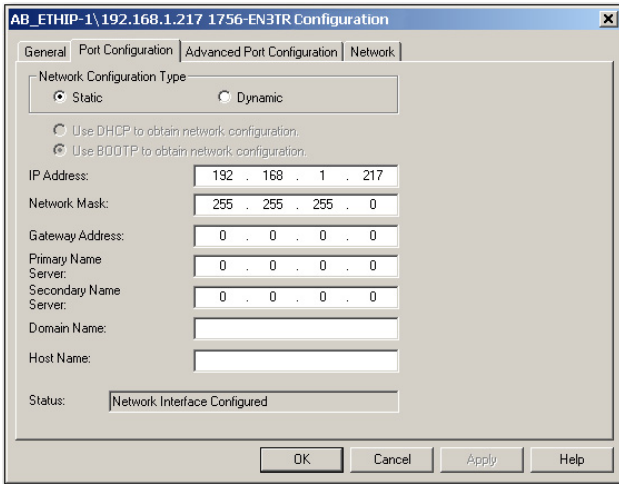 AB_ETHIP-1\192.168.1.217 1756-EN3TR Configuration
General Port Configuration Advanced Port Configuration Network
Network Configuration Type
Static Dynamic
Use DHCP to obtain network configuration.
Use BOOTP to obtain network configuration.
IP Address: 192 . 168 . 1 . 217
Network Mask: 255 . 255 . 255 . 0
Gateway Address: 0 . 0 . 0 . 0
Primary Name
Server: 0 . 0 . 0 . 0
Secondary Name
Server: 0 . 0 . 0 . 0
Domain Name:
Host Name:
Status: Network Interface Configured
OK Cancel Apply Help